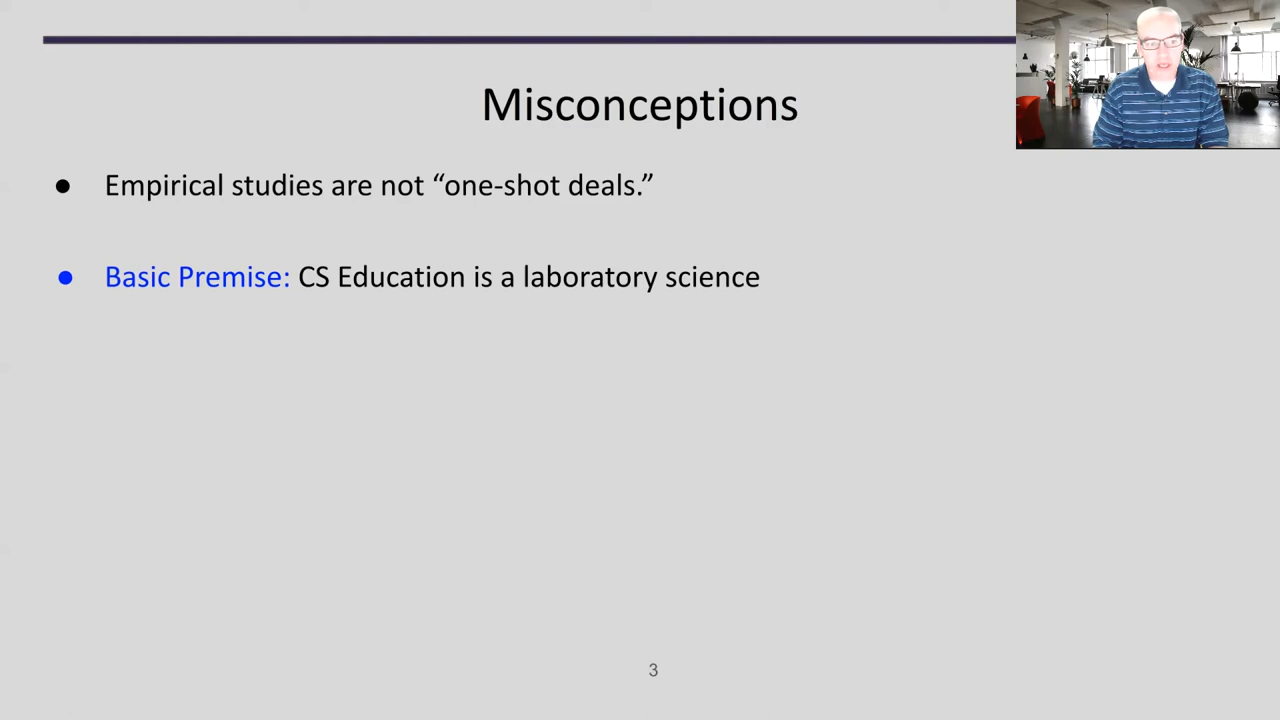 Misconceptions
● Empirical studies are not “one-shot deals.”
● Basic Premise: CS Education is a laboratory science
3